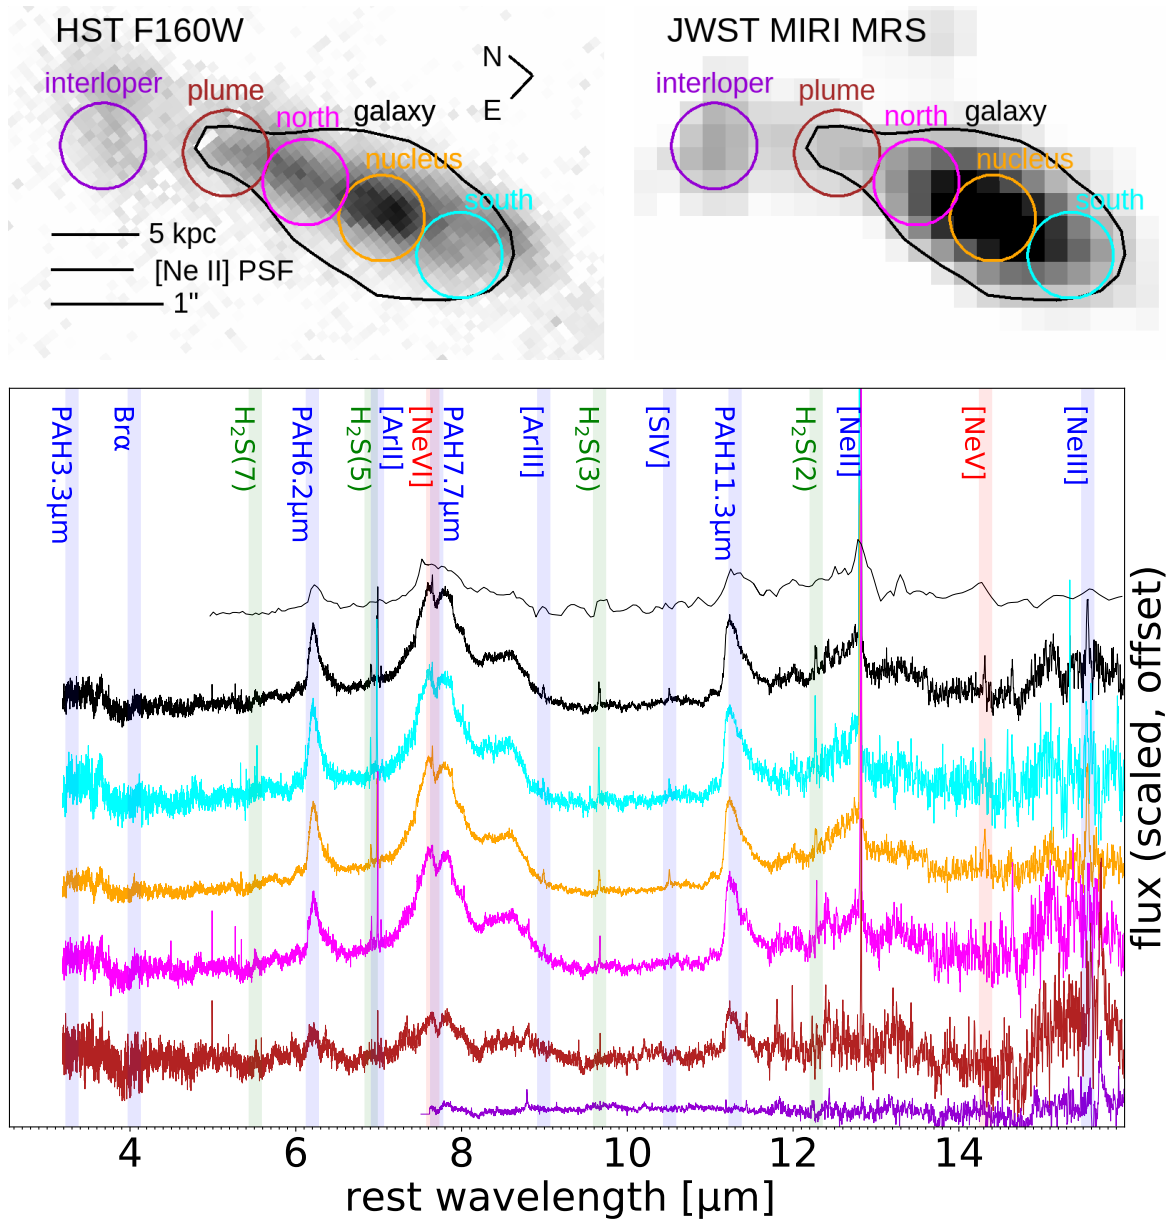 HST F160W
N
E
interloper
plume
north
galaxy
nucleus
south
5 kpc
[Ne II] PSF
1"
JWST MIRI MRS
interloper
plume
north
galaxy
nucleus
south
PAH3.3μm
Brα
H₂S(7)
PAH6.2μm
H₂S(5)
[ArII]
[NeVI]
PAH7.7μm
[ArIII]
H₂S(3)
[SIV]
PAH11.3μm
H₂S(2)
[NeII]
[NeV]
[NeIII]
flux (scaled, offset)
4 6 8 10 12 14
rest wavelength [μm]